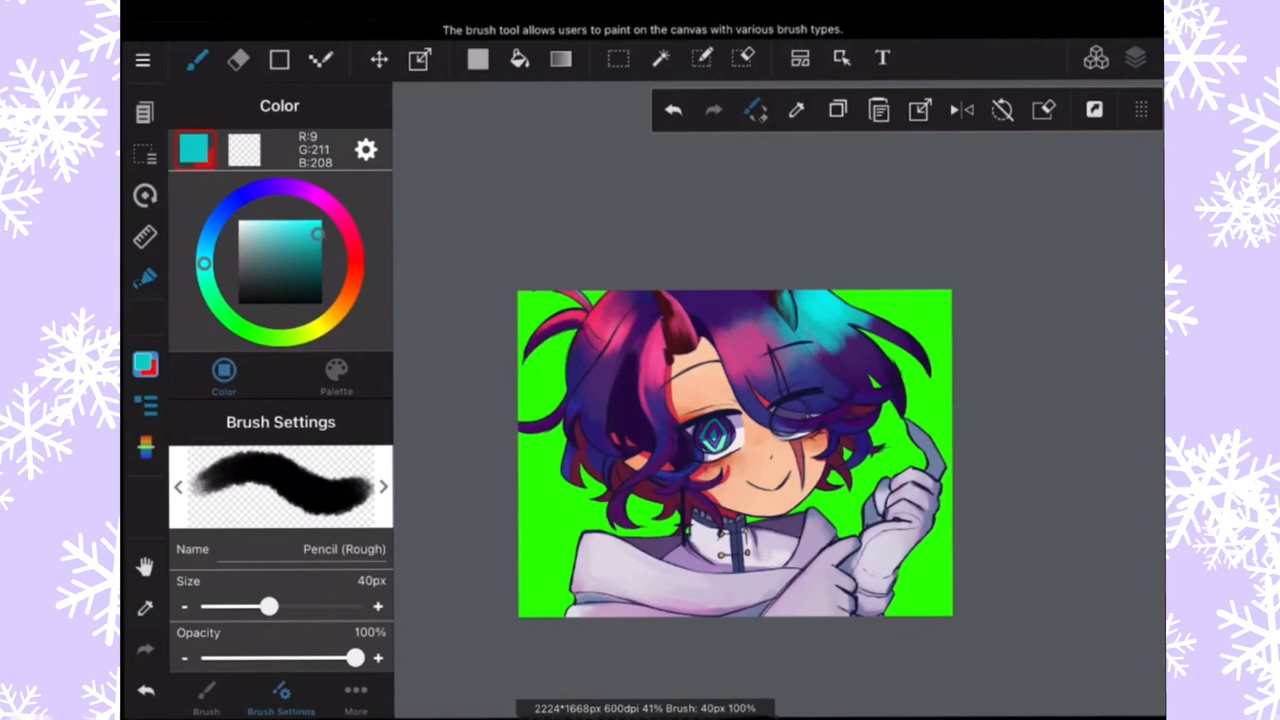 The brush tool allows users to paint on the canvas with various brush types.
T
Color
R:9
G:211
B:208
Color
Palette
Brush Settings
Name
Pencil (Rough)
Size
40px
-
+
Opacity
100%
-
+
Brush
Brush Settings
More
2224*1668px 600dpi 41% Brush: 40px 100%